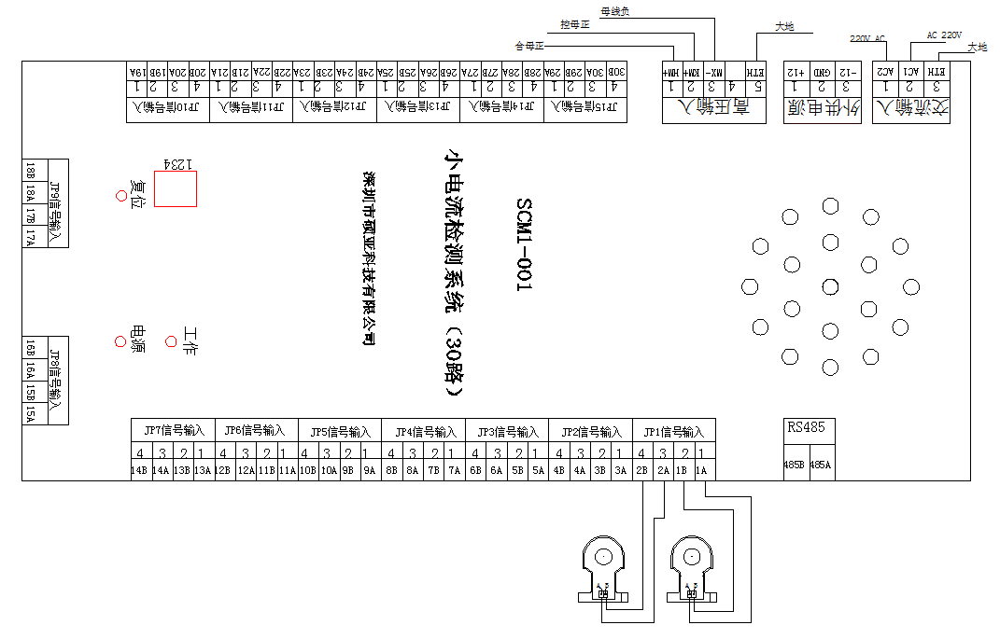 母线负
控母正
合母正
大地
220V AC
AC 220V
大地
19A 19B 20A 20B 21A 21B 22A 22B 23A 23B 24A 24B 25A 25B 26A 26B 27A 27B 28A 28B 29A 29B 30A 30B
1 2 3 4 1 2 3 4 1 2 3 4 1 2 3 4 1 2 3 4 1 2 3 4
JP10信号输入 JP11信号输入 JP12信号输入 JP13信号输入 JP14信号输入 JP15信号输入
HM+ KM+ MX- ETH
1 2 3 4 5
高压输入
+12 GND -12
1 2 3
外供电源
AC2 AC1 ETH
1 2 3
交流输入
18B
18A
17B
17A
JP9信号输入
1234
复位
深圳市硕亚科技有限公司
小电流检测系统（30路）
SCM1-001
电源
工作
16B
16A
15B
15A
JP8信号输入
JP7信号输入 JP6信号输入 JP5信号输入 JP4信号输入 JP3信号输入 JP2信号输入 JP1信号输入
4 3 2 1 4 3 2 1 4 3 2 1 4 3 2 1 4 3 2 1 4 3 2 1 4 3 2 1
14B 14A 13B 13A 12B 12A 11B 11A 10B 10A 9B 9A 8B 8A 7B 7A 6B 6A 5B 5A 4B 4A 3B 3A 2B 2A 1B 1A
RS485
485B 485A
A B
A B